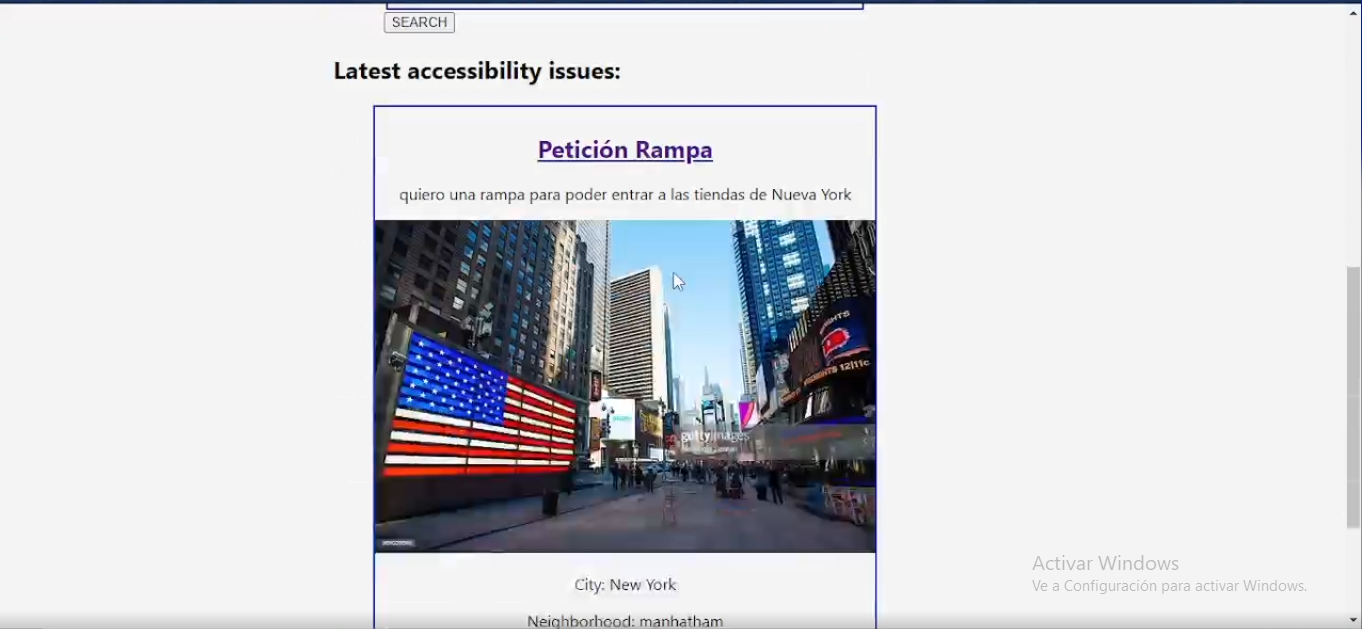 SEARCH
Latest accessibility issues:
Petición Rampa
quiero una rampa para poder entrar a las tiendas de Nueva York
gettyimages
City: New York
Neighborhood: manhatham
Activar Windows
Ve a Configuración para activar Windows.